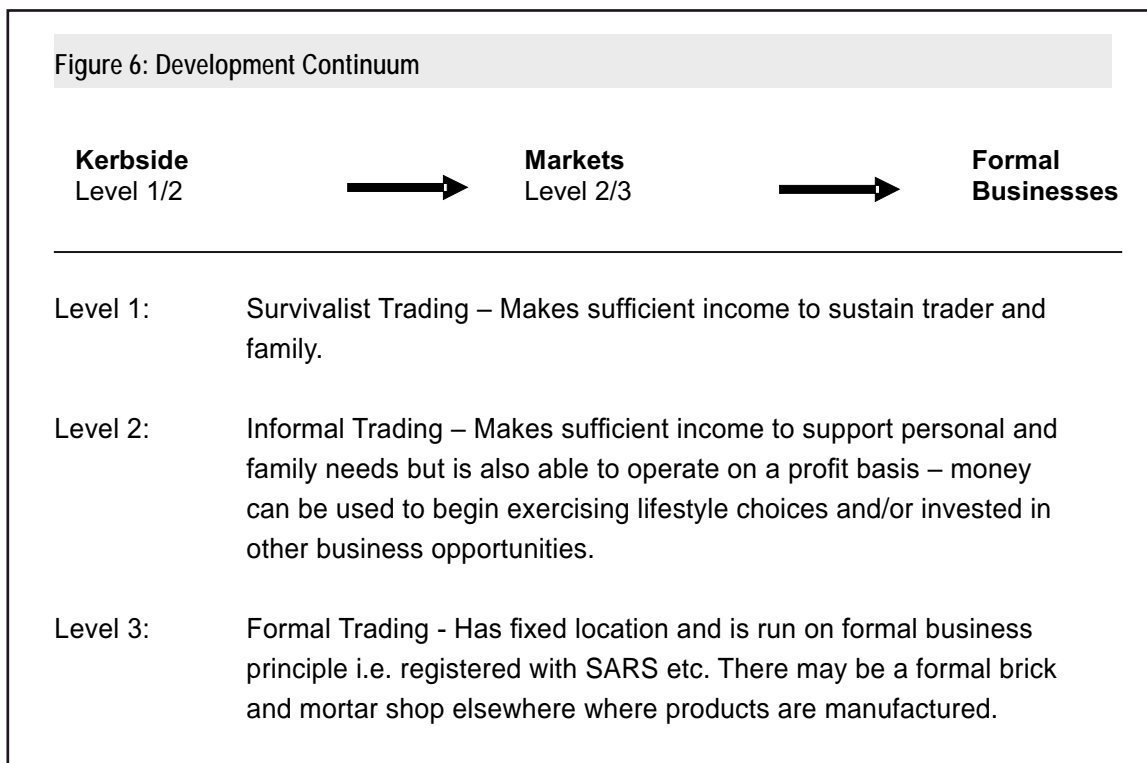 Figure 6: Development Continuum
Kerbside Markets Formal
Level 1/2 Level 2/3 Businesses
Level 1: Survivalist Trading – Makes sufficient income to sustain trader and
family.
Level 2: Informal Trading – Makes sufficient income to support personal and
family needs but is also able to operate on a profit basis – money
can be used to begin exercising lifestyle choices and/or invested in
other business opportunities.
Level 3: Formal Trading - Has fixed location and is run on formal business
principle i.e. registered with SARS etc. There may be a formal brick
and mortar shop elsewhere where products are manufactured.